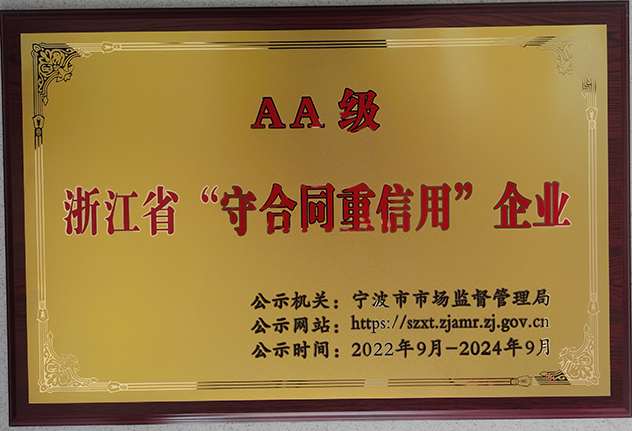 AA级
浙江省“守合同重信用”企业
公示机关：宁波市市场监督管理局
公示网站：https://szxt.zjamr.zj.gov.cn
公示时间：2022年9月-2024年9月